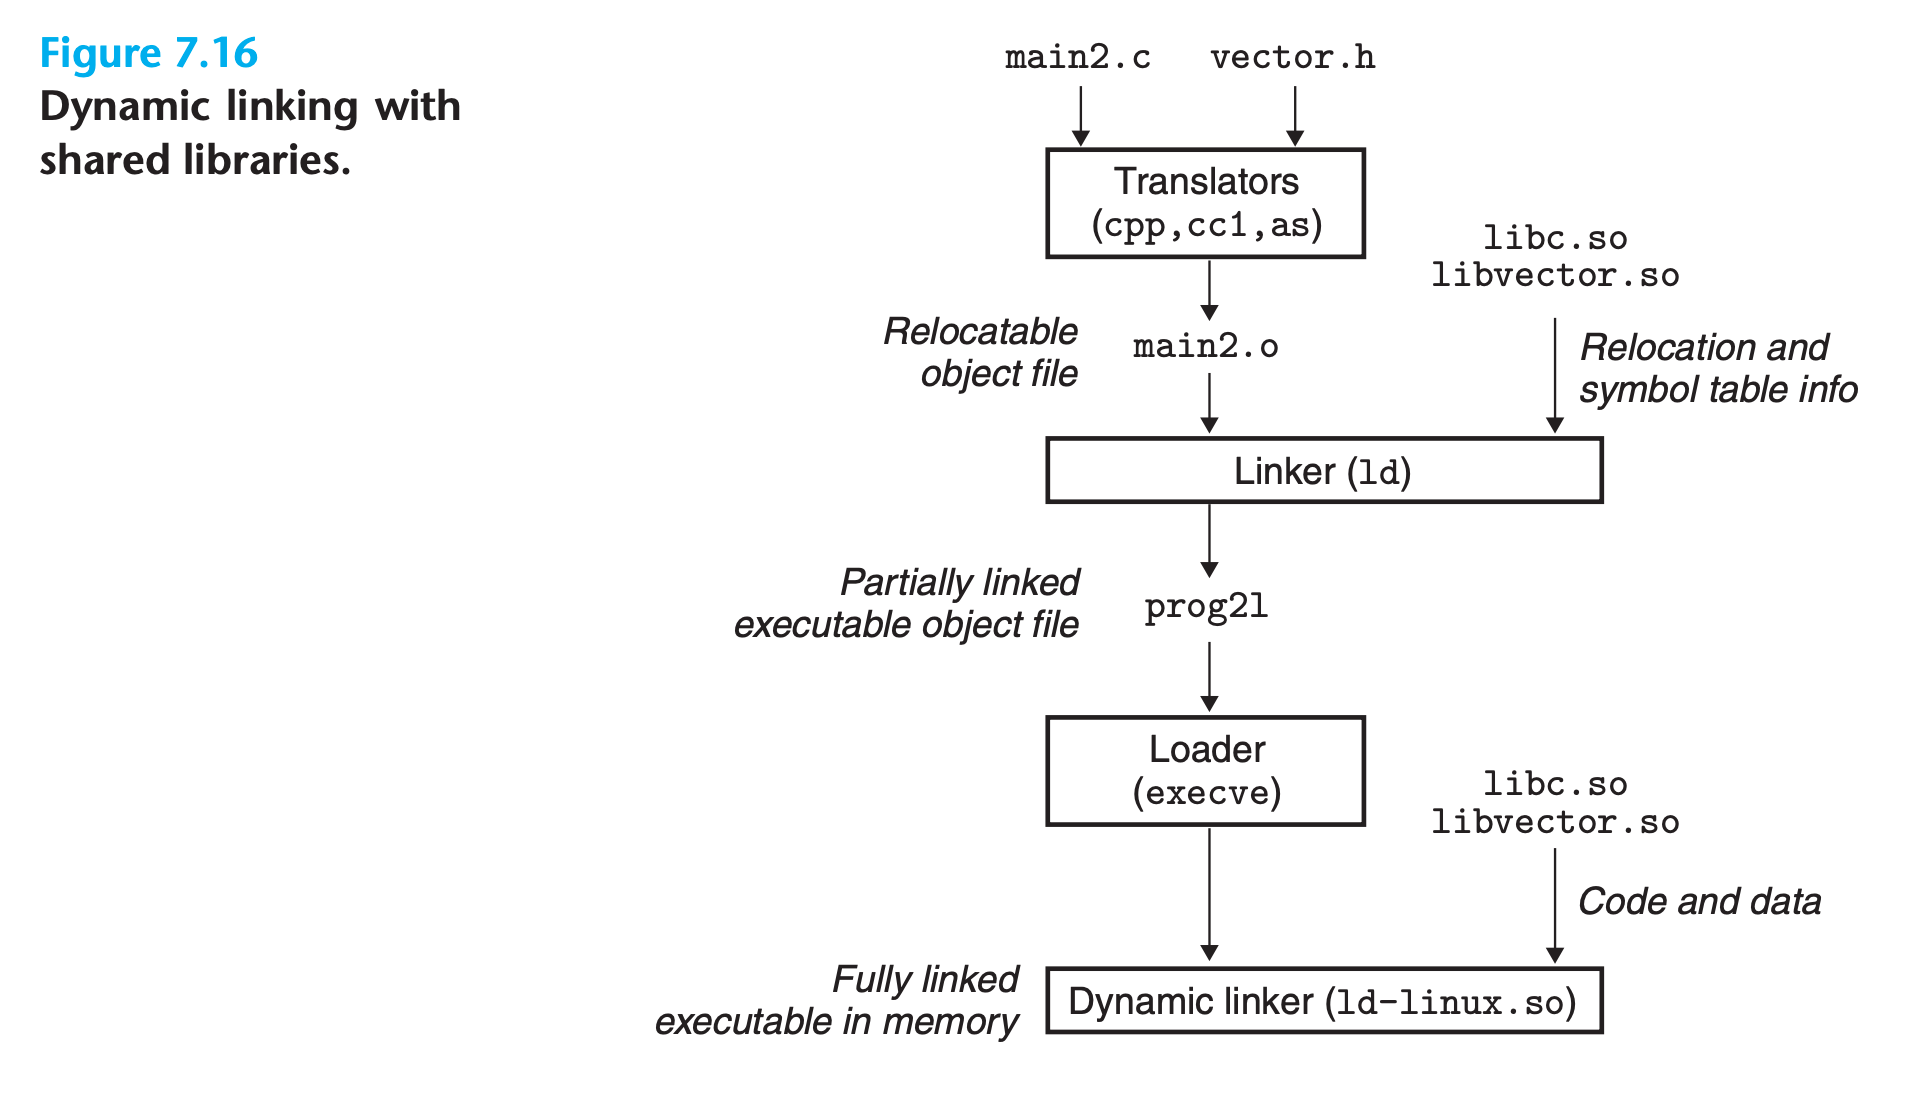 Figure 7.16
Dynamic linking with
shared libraries.
main2.c vector.h
Translators
(cpp,cc1,as)
libc.so
libvector.so
Relocatable
object file
main2.o
Relocation and
symbol table info
Linker (ld)
Partially linked
executable object file
prog2l
Loader
(execve)
libc.so
libvector.so
Code and data
Fully linked
executable in memory
Dynamic linker (ld-linux.so)